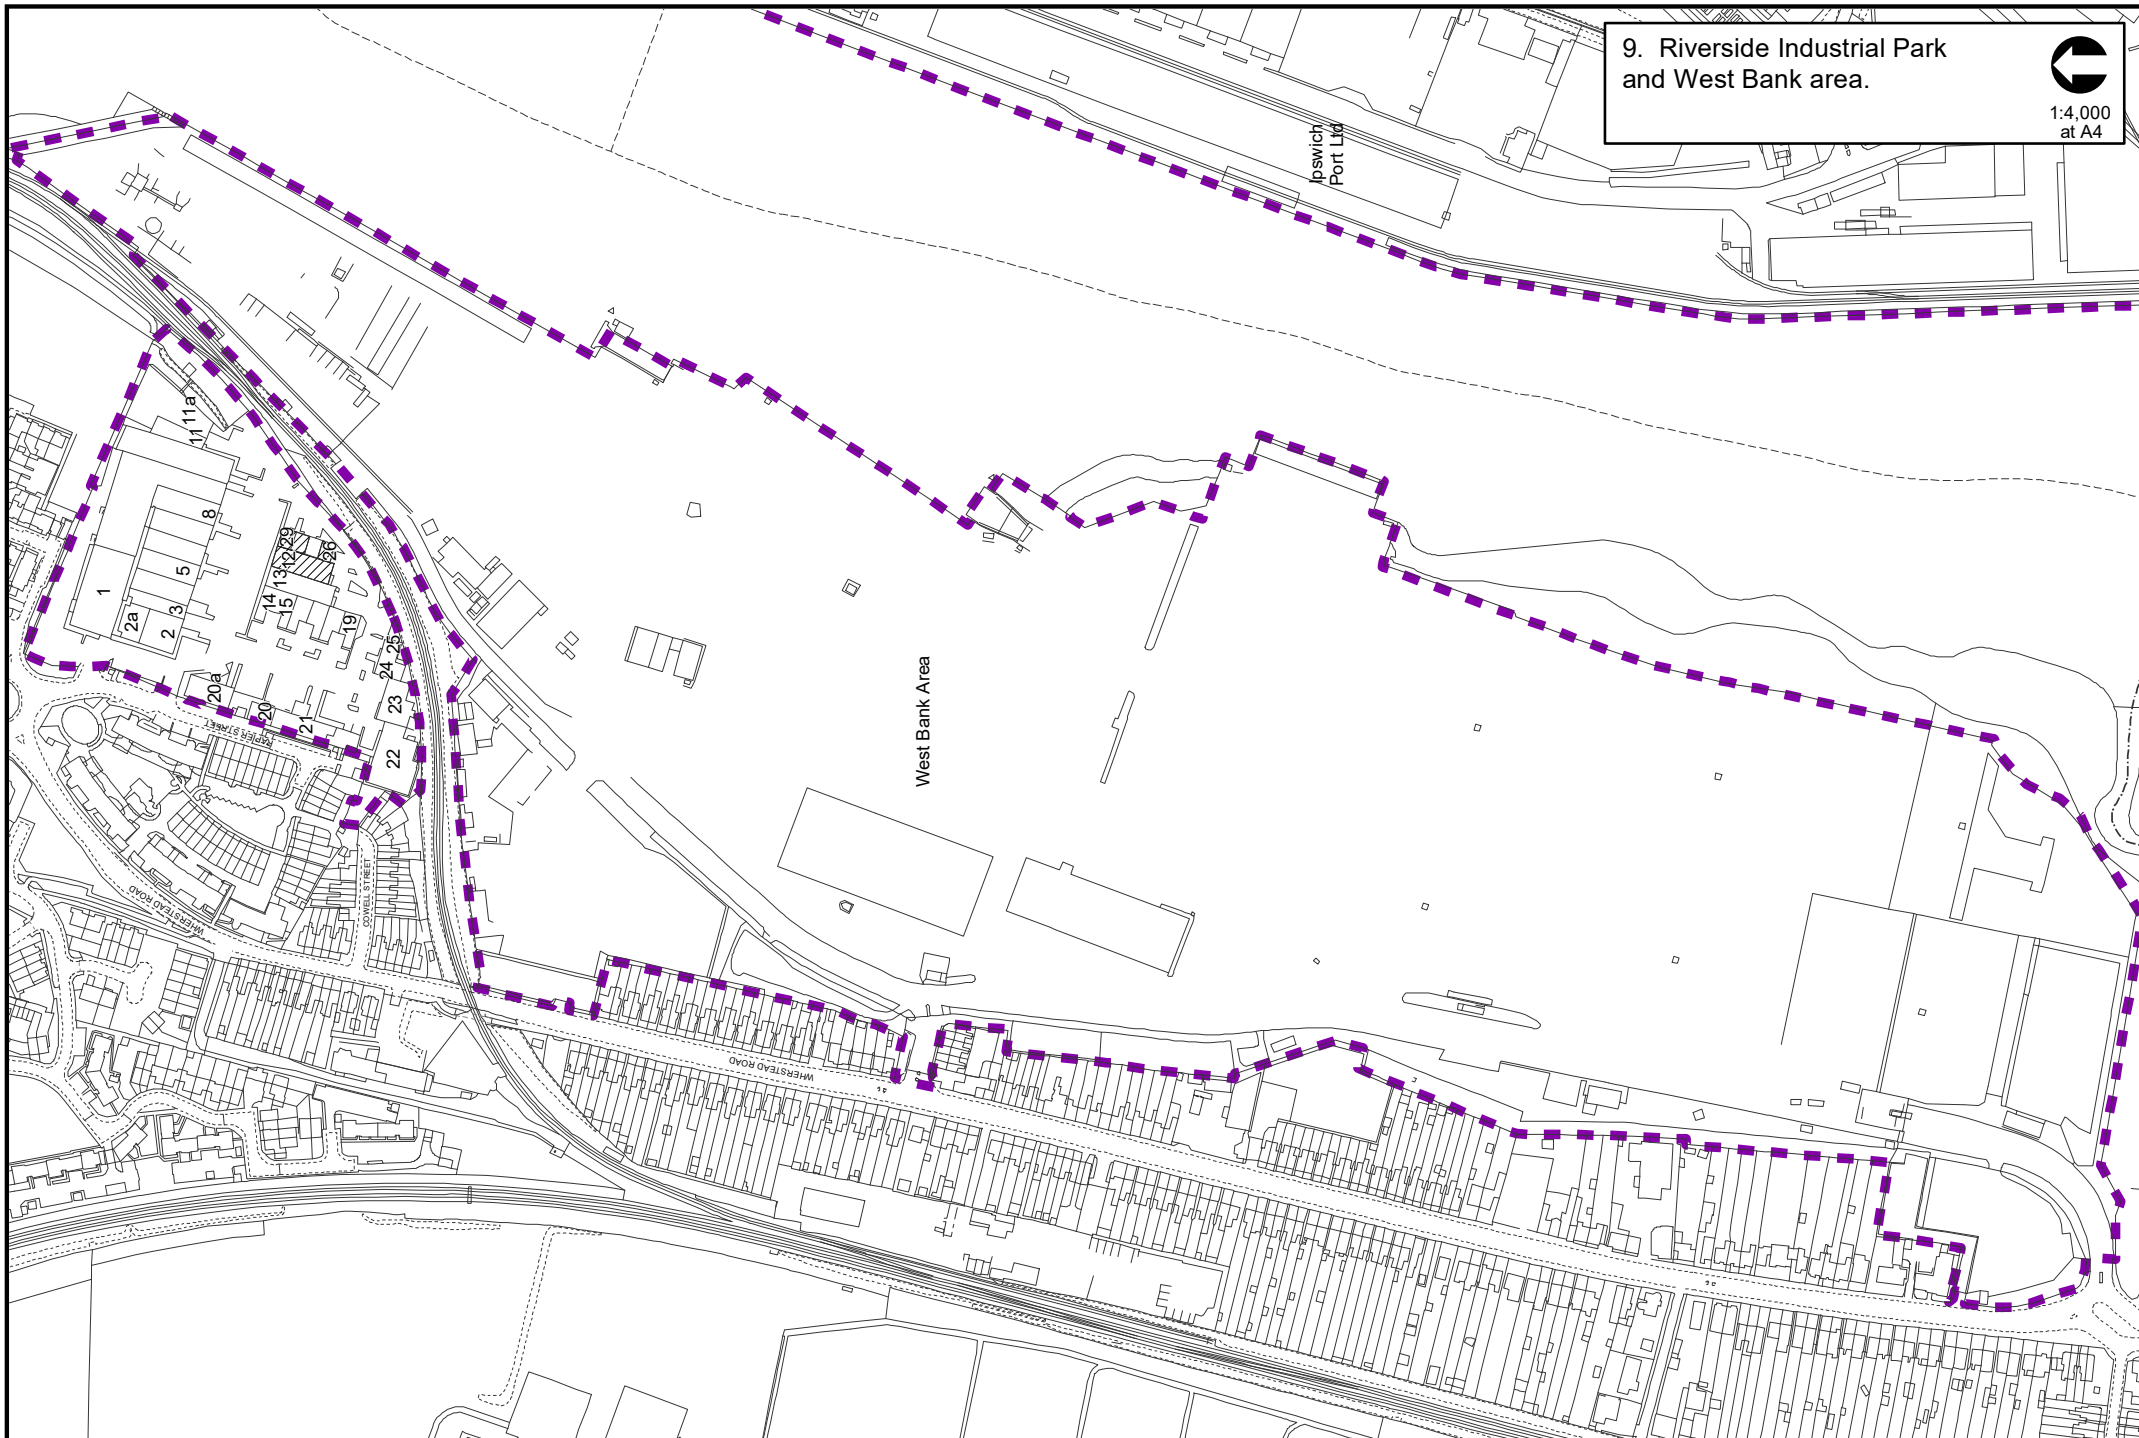 9. Riverside Industrial Park
and West Bank area.
1:4,000
at A4
Ipswich
Port Ltd
11
11a
8
12/29
26
13
5
1
14
15
3
2a
2
19
25
24
20a
23
20
21
22
RAPIER STREET
West Bank Area
COWELL STREET
WHERSTEAD ROAD
WHERSTEAD ROAD